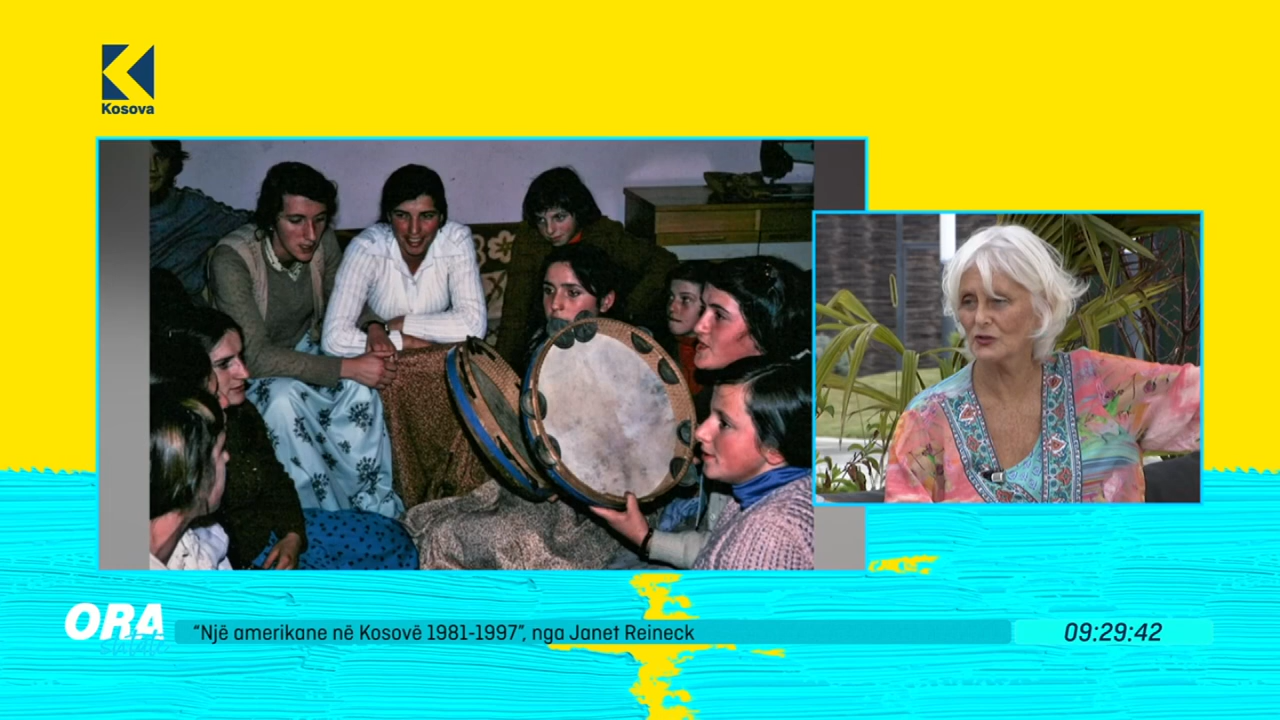 Kosova
ORA
“Një amerikane në Kosovë 1981-1997”, nga Janet Reineck
09:29:42